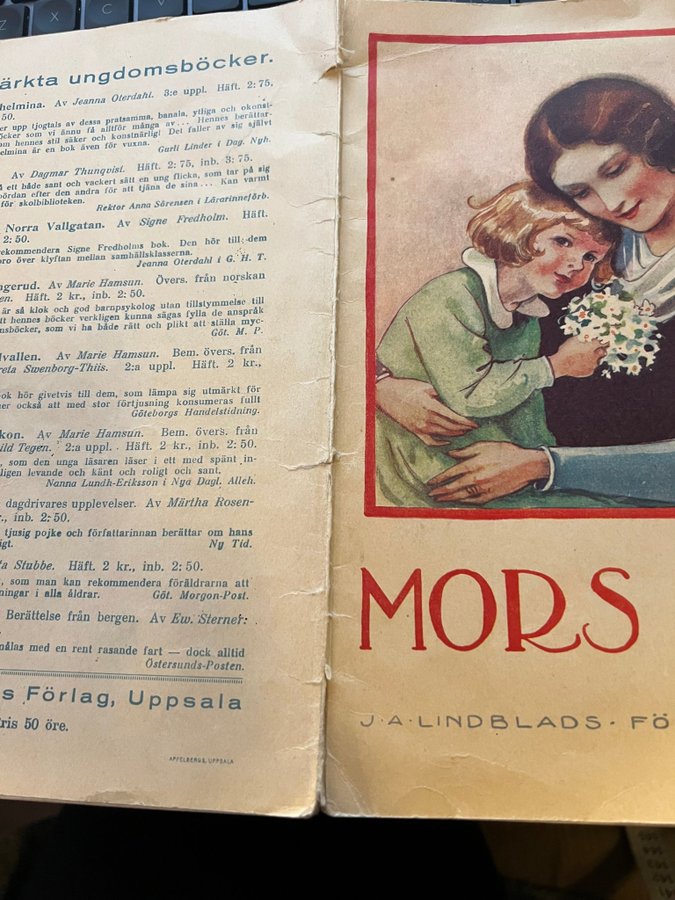 ärkta ungdomsböcker.
helmina. Av Jeanna Oterdahl. 3:e uppl. Häft. 2: 75,
50.
er upp tjogtals av dessa pratsamma, banala, ytliga och okonst-
öcker som vi ännu få alltför många av... Hennes berättar-
om hennes stil säker och konstnärlig! Det faller av sig självt
elmina är en bok även för vuxna. Gurli Linder i Dag. Nyh.
Av Dagmar Thunqvist. Häft. 2: 75, inb. 3: 75.
å ett både sant och vackert sätt en ung flicka, som tar på sig
bördan efter den andra för att tjäna de sina... Kan varmt
för skolbiblioteken. Rektor Anna Sörensen i Lärarinneförb.
Norra Vallgatan. Av Signe Fredholm. Häft.
2: 50.
rekommendera Signe Fredholms bok. Den hör till dem
bro över klyftan mellan samhällsklasserna.
Jeanna Oterdahl i G. H. T.
ngerud. Av Marie Hamsun. Övers. från norskan
en. Häft. 2 kr., inb. 2: 50.
är så klok och god barnpsykolog utan tillstymmelse till
tt hennes böcker verkligen kunna sägas fylla de anspråk
msböcker, som vi ha både rätt och plikt att ställa myc-
Göt. M. P.
lvallen. Av Marie Hamsun. Bem. övers. från
reta Swenborg-Thiis. 2:a uppl. Häft. 2 kr.,
ok hör givetvis till dem, som lämpa sig utmärkt för
ner också att med stor förtjusning konsumeras fullt
Göteborgs Handelstidning.
kon. Av Marie Hamsun. Bem. övers. från
ild Tegen. 2:a uppl. Häft. 2 kr., inb. 2: 50.
, som den unga läsaren läser i ett med spänt in-
ligen levande och känt och roligt och sant.
Nanna Lundh-Eriksson i Nya Dagl. Alleh.
dagdrivares upplevelser. Av Märtha Rosen-
r., inb. 2: 50.
tjusig pojke och författarinnan berättar om hans
igt. Ny Tid.
ta Stubbe. Häft. 2 kr., inb. 2: 50.
, som man kan rekommendera föräldrarna att
ningar i alla åldrar. Göt. Morgon-Post.
Berättelse från bergen. Av Ew. Sterner.
målas med en rent rasande fart — dock alltid
Östersunds-Posten.
s Förlag, Uppsala
ris 50 öre.
APPELBERGS, UPPSALA
MORS
J·A·LINDBLADS·FÖ